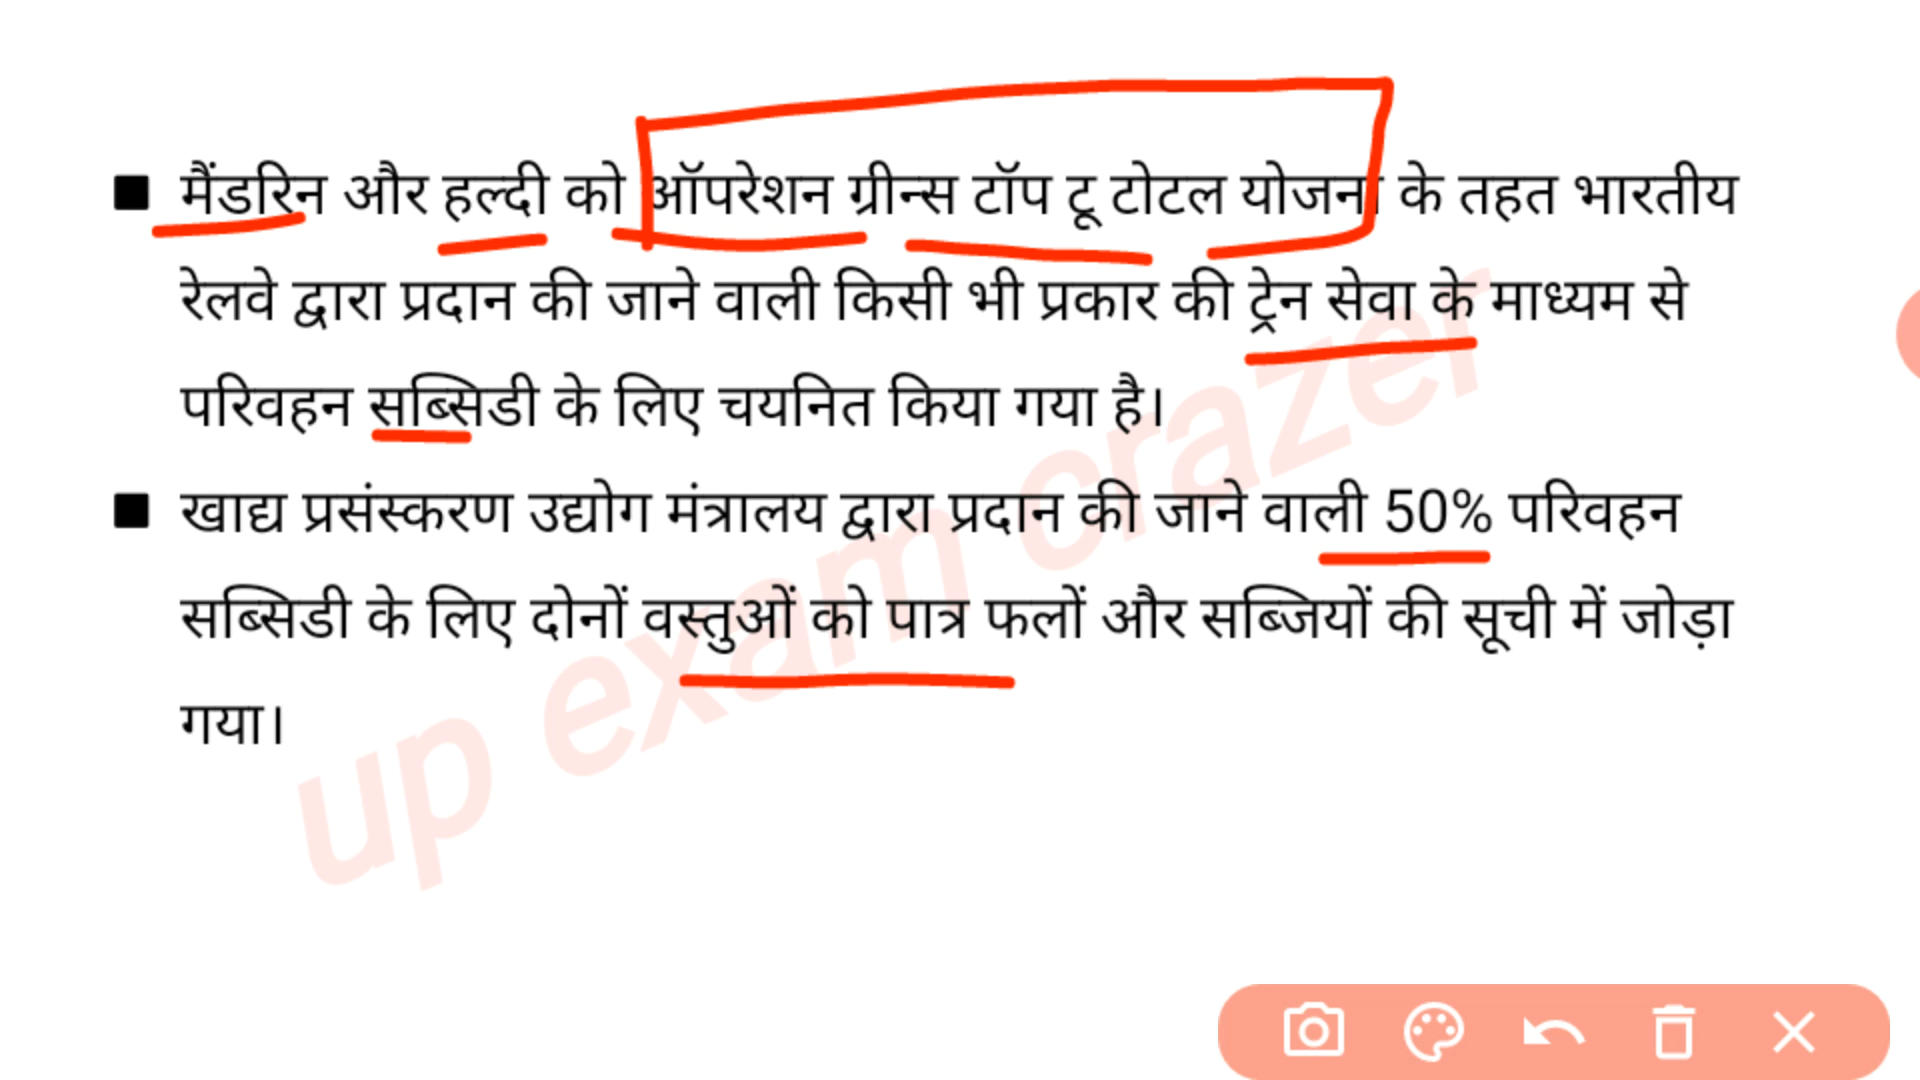 ■ मैंडरिन और हल्दी को ऑपरेशन ग्रीन्स टॉप टू टोटल योजना के तहत भारतीय
रेलवे द्वारा प्रदान की जाने वाली किसी भी प्रकार की ट्रेन सेवा के माध्यम से
परिवहन सब्सिडी के लिए चयनित किया गया है।
■ खाद्य प्रसंस्करण उद्योग मंत्रालय द्वारा प्रदान की जाने वाली 50% परिवहन
सब्सिडी के लिए दोनों वस्तुओं को पात्र फलों और सब्जियों की सूची में जोड़ा
गया।
up exam crazer